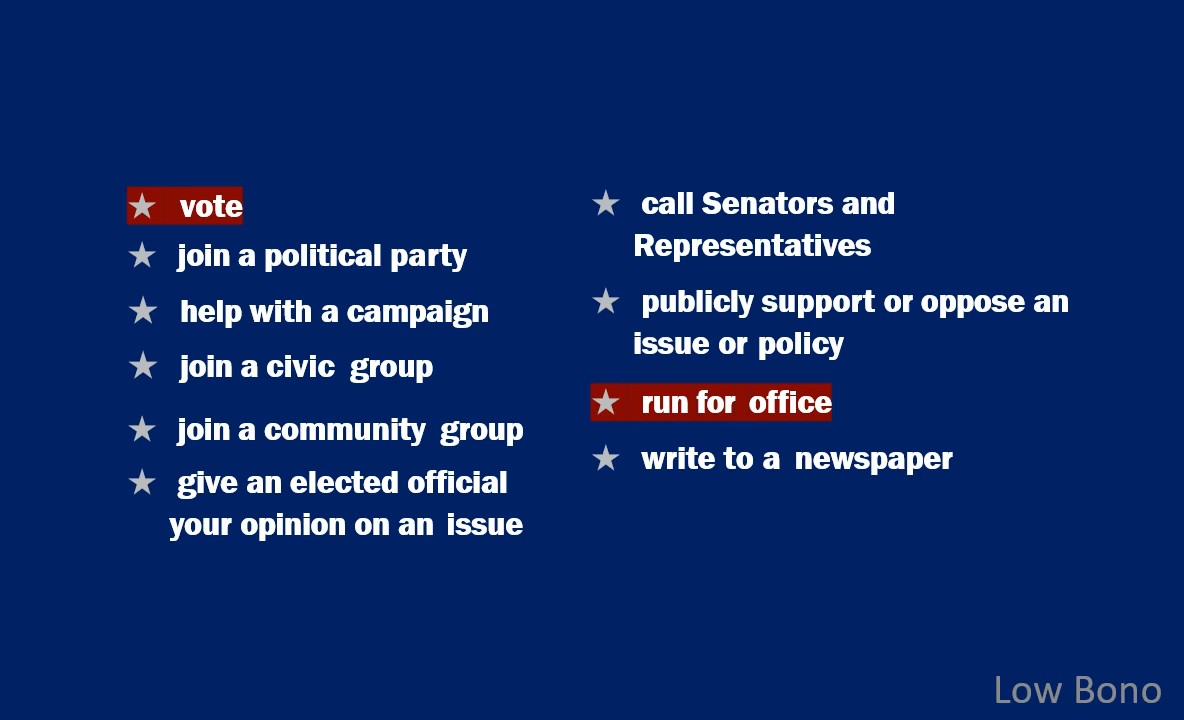 ★ vote
★ join a political party
★ help with a campaign
★ join a civic group
★ join a community group
★ give an elected official
your opinion on an issue
★ call Senators and
Representatives
★ publicly support or oppose an
issue or policy
★ run for office
★ write to a newspaper
Low Bono